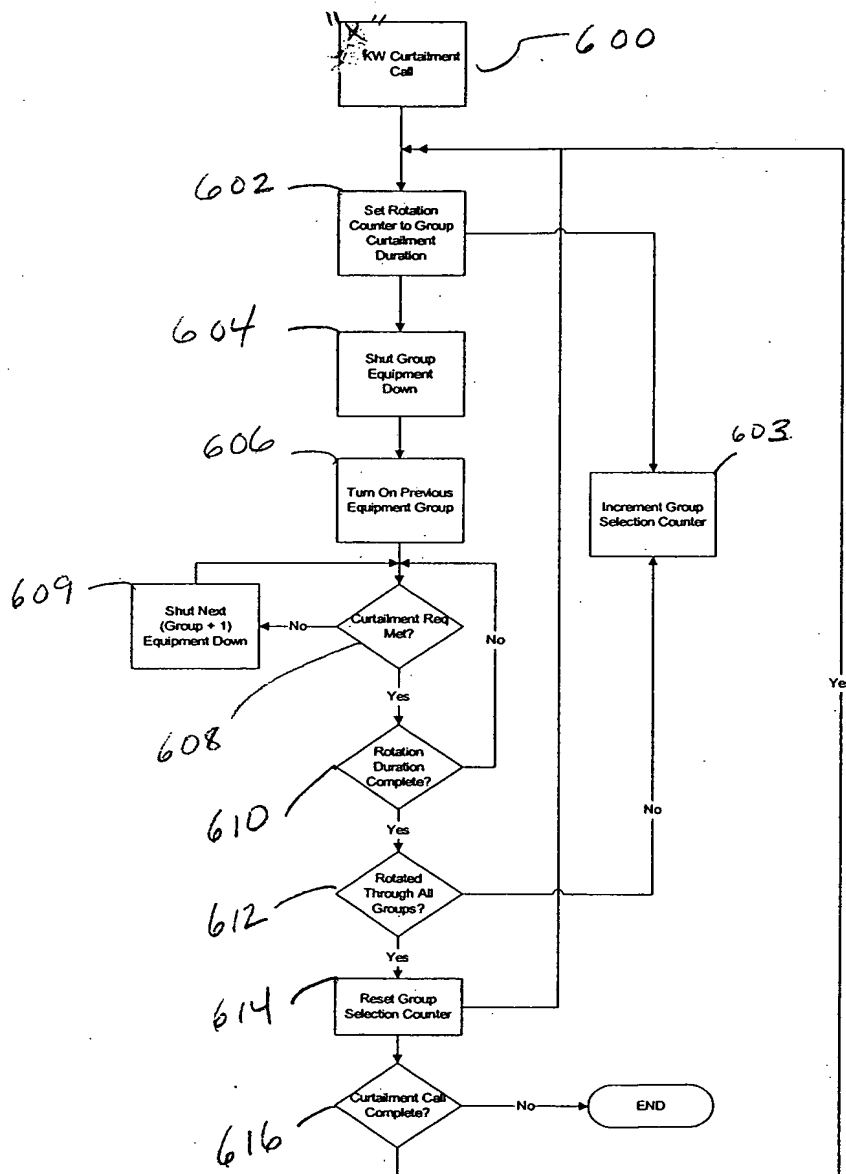 "X"
600
KW Curtailment
Call
602
Set Rotation
Counter to Group
Curtailment
Duration
604
Shut Group
Equipment
Down
603
606
Turn On Previous
Equipment Group
Increment Group
Selection Counter
609
Shut Next
(Group + 1)
Equipment Down
No
Curtailment Req
Met?
No
Yes
Yes
608
Rotation
Duration
Complete?
610
No
Yes
Rotated
Through All
Groups?
612
Yes
Reset Group
Selection Counter
614
Curtailment Call
Complete?
No
END
616